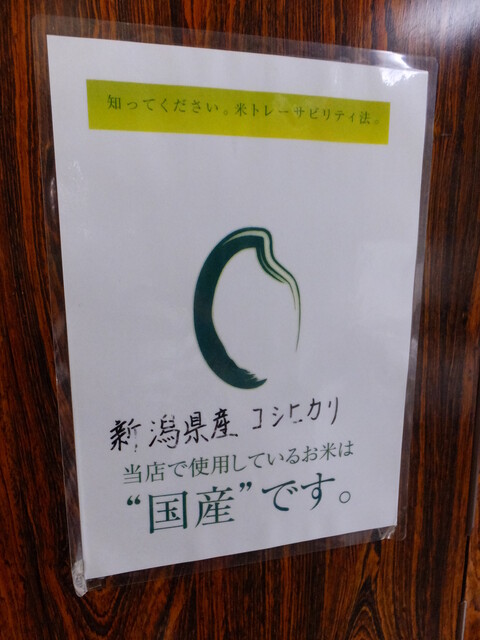 知ってください。米トレーサビリティ法。
新潟県産 コシヒカリ
当店で使用しているお米は
“国産”です。